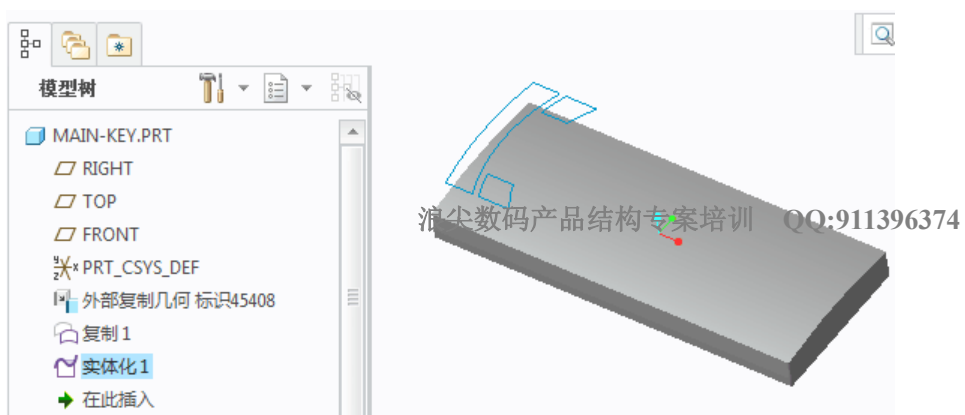 模型树
MAIN-KEY.PRT
RIGHT
TOP
FRONT
PRT_CSYS_DEF
外部复制几何 标识45408
复制 1
实体化 1
在此插入
浪尖数码产品结构专案培训 QQ:911396374